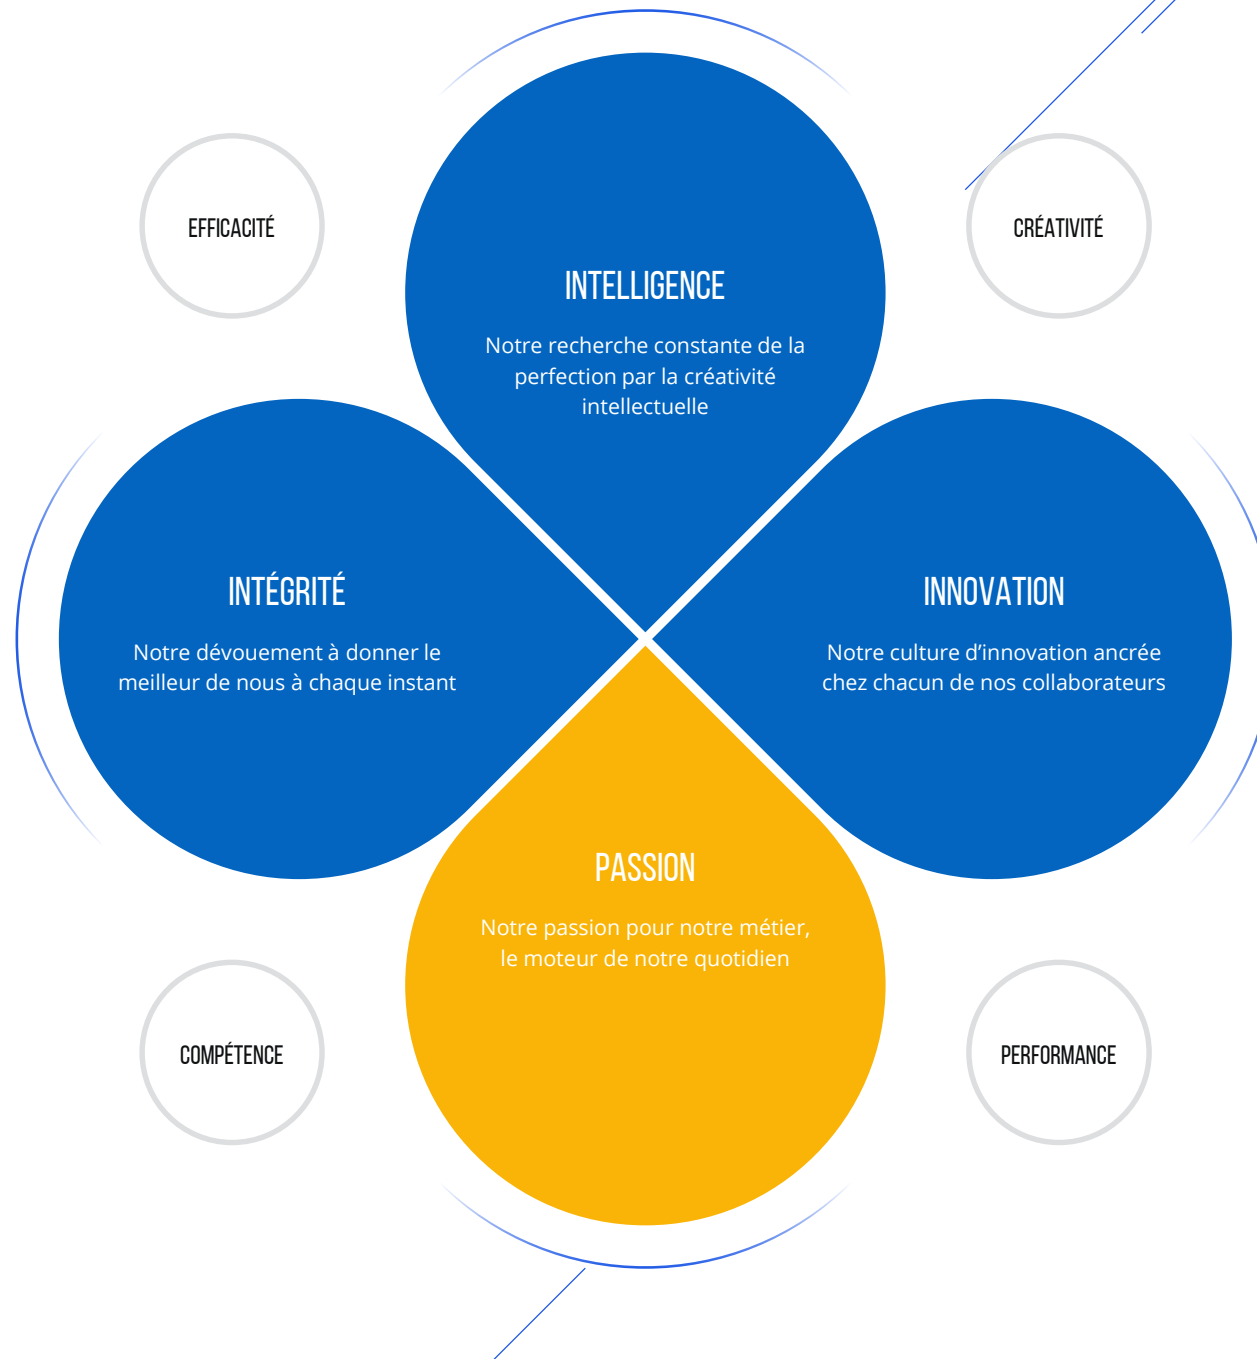 EFFICACITÉ
CRÉATIVITÉ
INTELLIGENCE
Notre recherche constante de la
perfection par la créativité
intellectuelle
INTÉGRITÉ
Notre dévouement à donner le
meilleur de nous à chaque instant
INNOVATION
Notre culture d’innovation ancrée
chez chacun de nos collaborateurs
PASSION
Notre passion pour notre métier,
le moteur de notre quotidien
COMPÉTENCE
PERFORMANCE